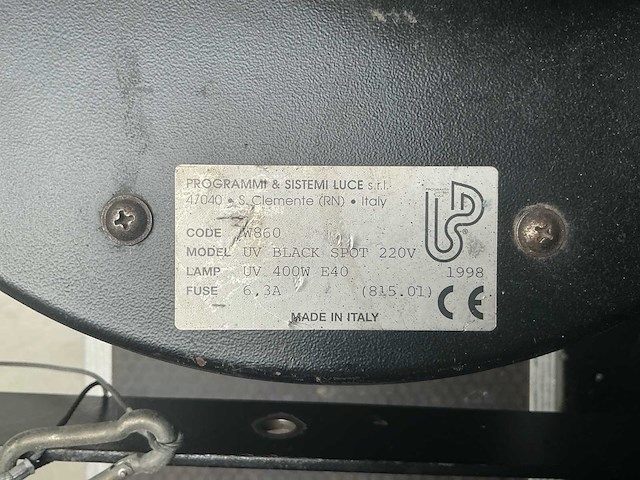 PROGRAMMI & SISTEMI LUCE s.r.l.
47040 • S. Clemente (RN) • Italy
CODE W860
MODEL UV BLACK SPOT 220V
LAMP UV 400W E40 1998
FUSE 6,3A (815.01) CE
MADE IN ITALY